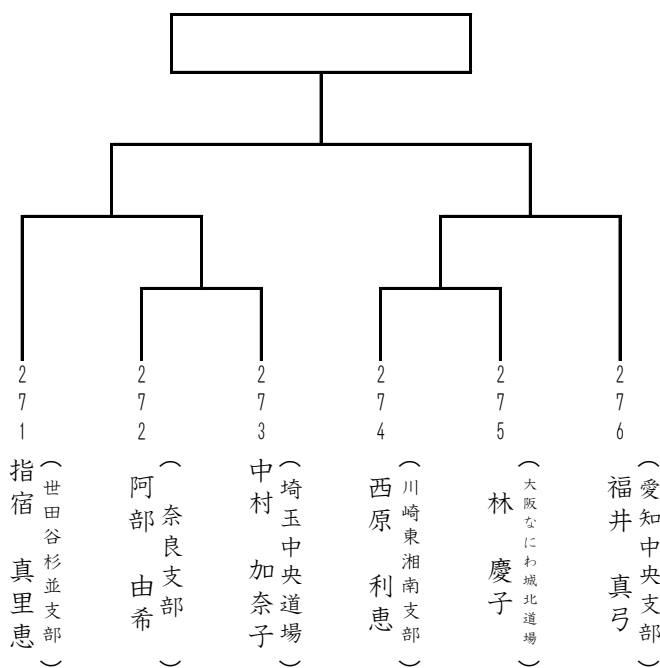 271
指宿 真里恵
（世田谷杉並支部）
272
阿部 由希
（奈良支部）
273
中村 加奈子
（埼玉中央道場）
274
西原 利恵
（川崎東湘南支部）
275
林 慶子
（大阪なにわ城北道場）
276
福井 真弓
（愛知中央支部）